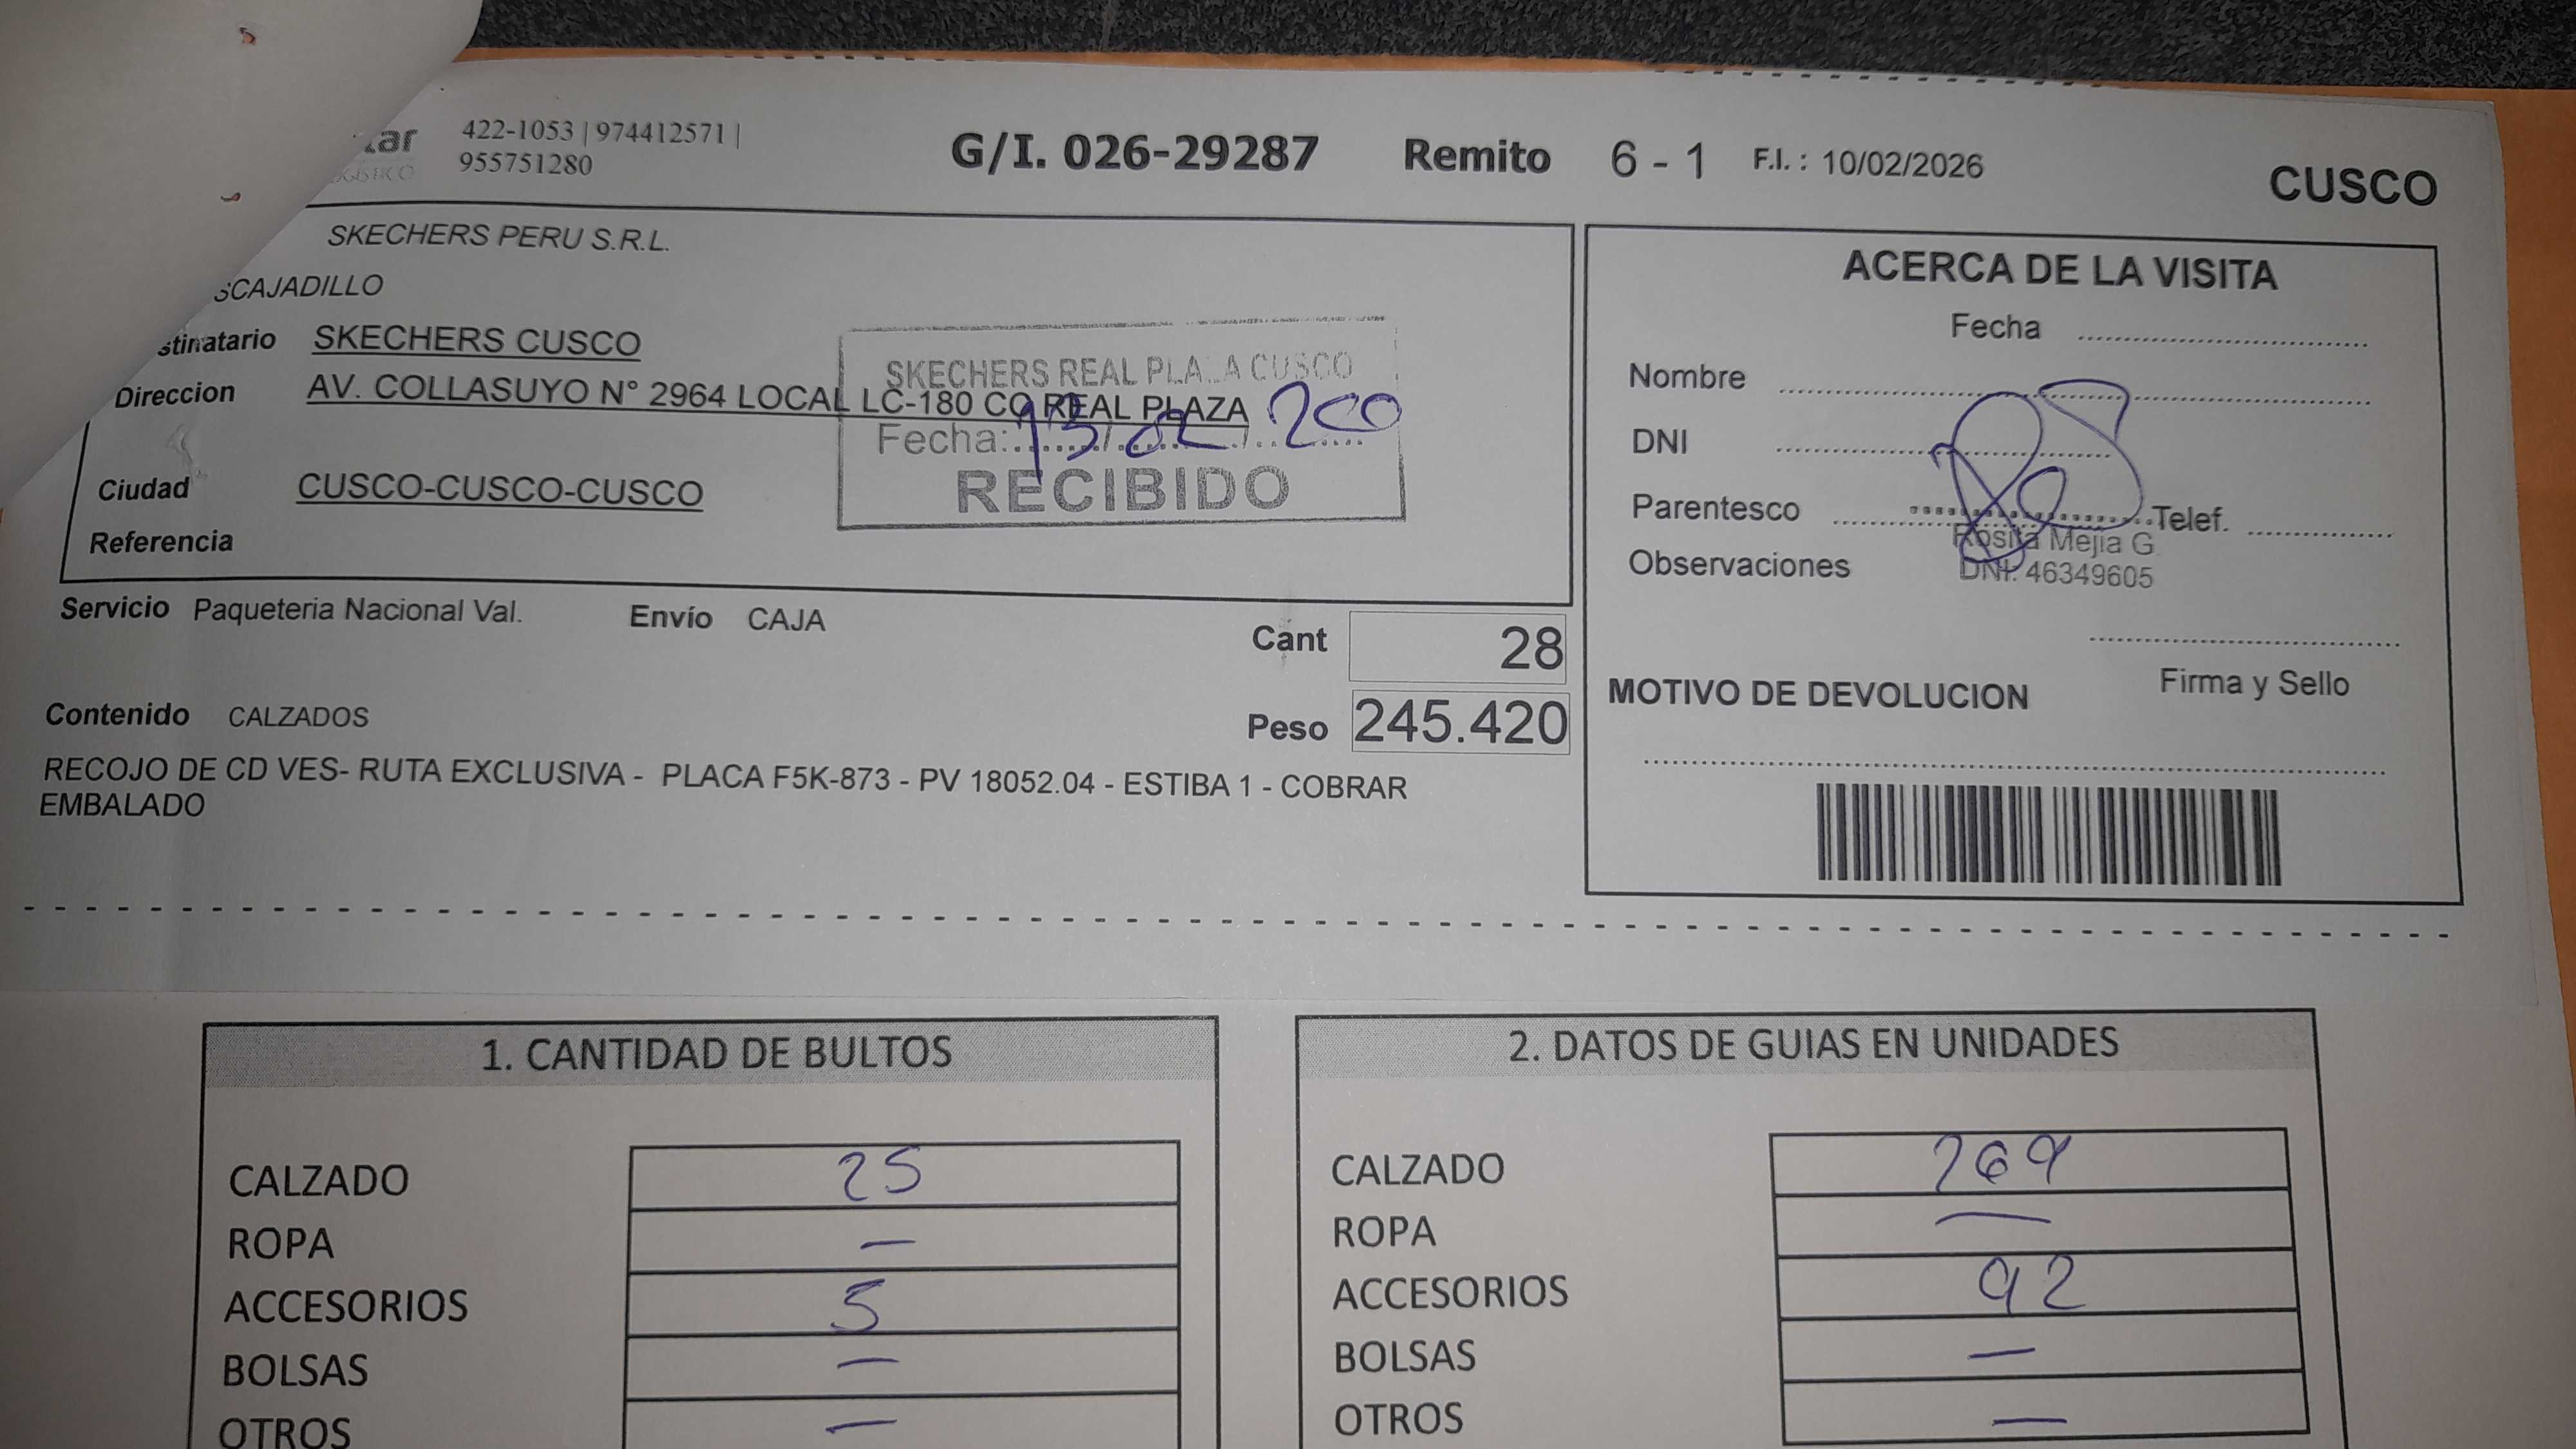 422-1053 | 974412571 |
955751280
G/I. 026-29287 Remito 6 - 1 F.I. : 10/02/2026
CUSCO
SKECHERS PERU S.R.L.
SCAJADILLO
stinatario SKECHERS CUSCO
Direccion AV. COLLASUYO N° 2964 LOCAL LC-180 CC REAL PLAZA
Ciudad CUSCO-CUSCO-CUSCO
Referencia
SKECHERS REAL PLAZA CUSCO
Fecha: 13/02/
RECIBIDO
Servicio Paqueteria Nacional Val. Envío CAJA
Cant 28
Contenido CALZADOS
Peso 245.420
RECOJO DE CD VES- RUTA EXCLUSIVA - PLACA F5K-873 - PV 18052.04 - ESTIBA 1 - COBRAR
EMBALADO
ACERCA DE LA VISITA
Fecha
Nombre
DNI
Parentesco Telef.
Rosita Mejia G
Observaciones
DNI. 46349605
Firma y Sello
MOTIVO DE DEVOLUCION
1. CANTIDAD DE BULTOS
CALZADO 25
ROPA —
ACCESORIOS 5
BOLSAS —
OTROS —
2. DATOS DE GUIAS EN UNIDADES
CALZADO 269
ROPA —
ACCESORIOS 92
BOLSAS —
OTROS —